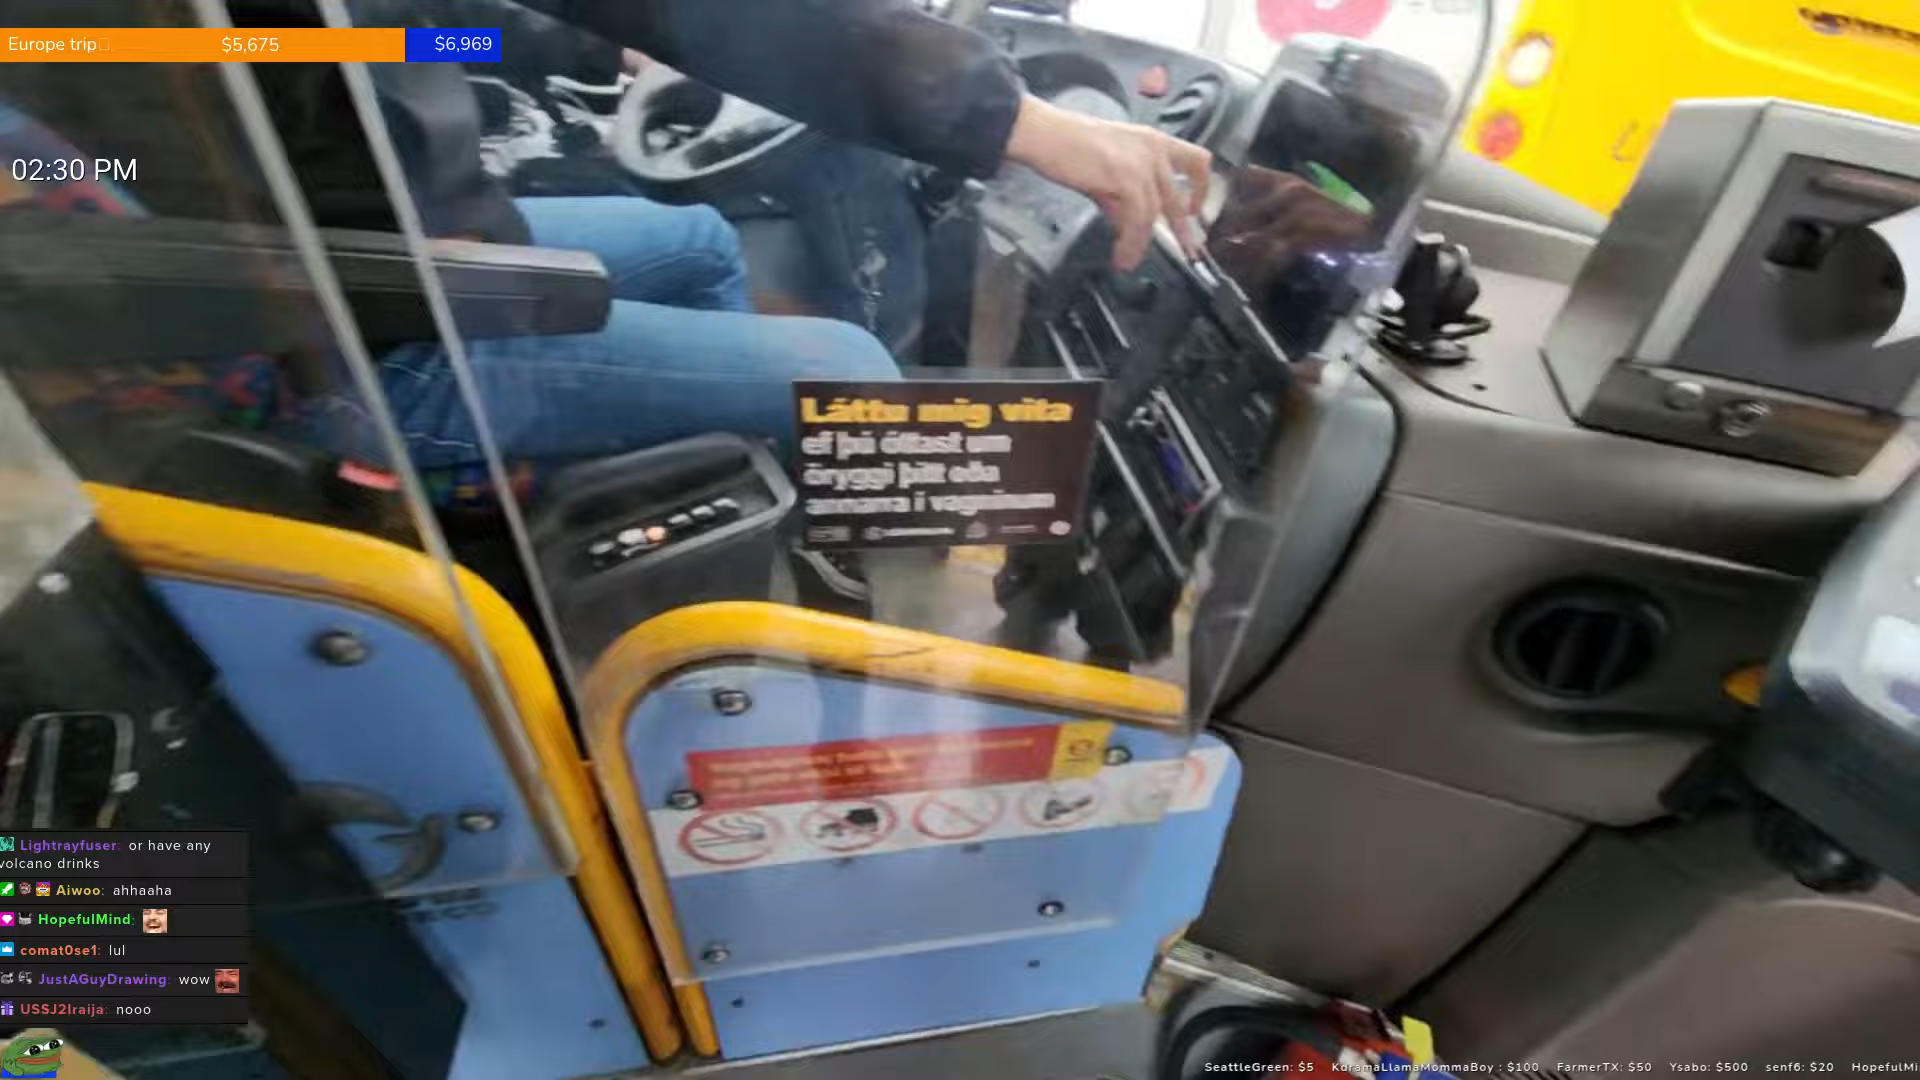 Europe trip
$5,675
$6,969
02:30 PM
Láttu mig vita
ef þú óttast um
öryggi þitt eða
annarra í vagninum
Lightrayfuser: or have any
volcano drinks
Aiwoo: ahhaaha
HopefulMind:
comat0se1: lul
JustAGuyDrawing: wow
USSJ2Iraija: nooo
SeattleGreen: $5 KdramaLlamaMommaBoy : $100 FarmerTX: $50 Ysabo: $500 senf6: $20 HopefulMi